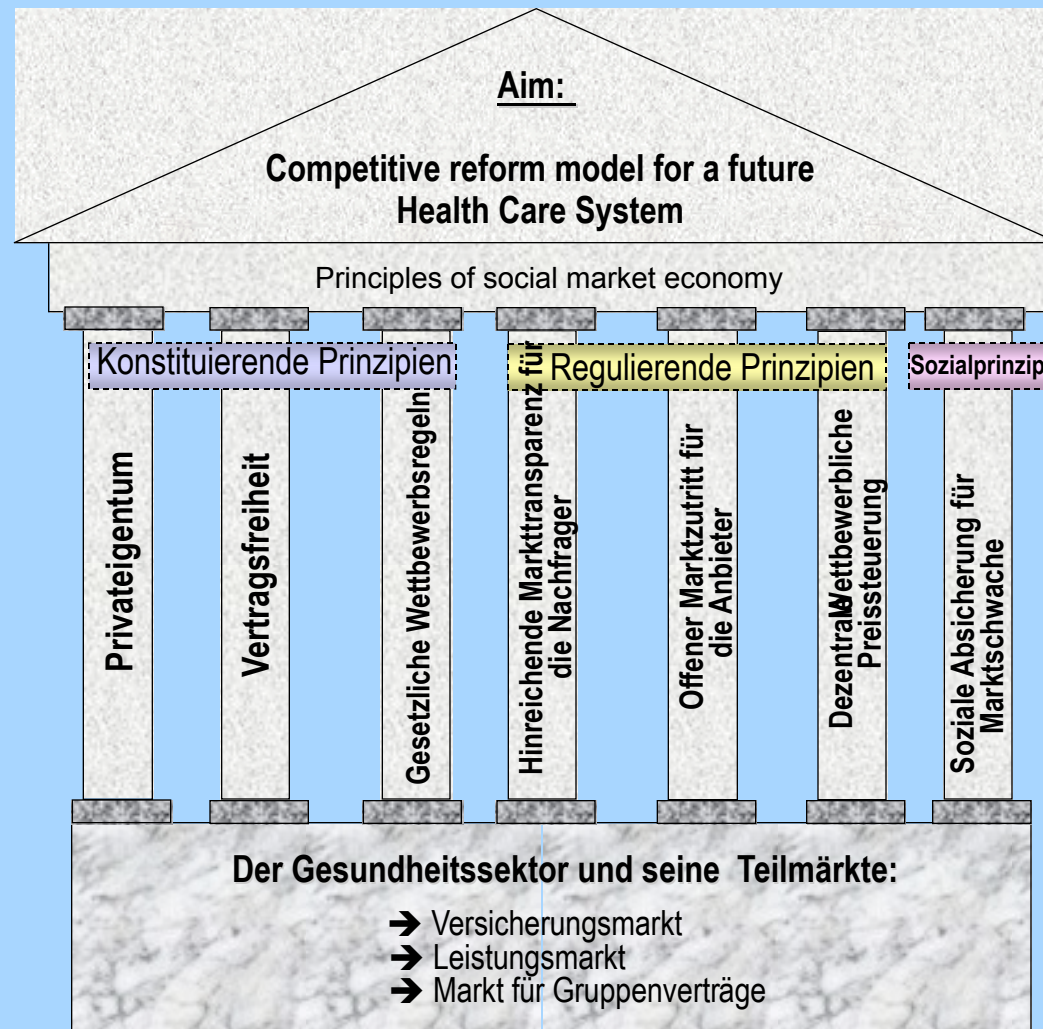 Aim:
Competitive reform model for a future
Health Care System
Principles of social market economy
Konstituierende Prinzipien
Regulierende Prinzipien
Sozialprinzip
Privateigentum
Vertragsfreiheit
Gesetzliche Wettbewerbsregeln
Hinreichende Markttransparenz für
die Nachfrager
Offener Marktzutritt für
die Anbieter
Dezentrale Wettbewerbliche
Preissteuerung
Soziale Absicherung für
Marktschwache
Der Gesundheitssektor und seine Teilmärkte:
➔ Versicherungsmarkt
➔ Leistungsmarkt
➔ Markt für Gruppenverträge